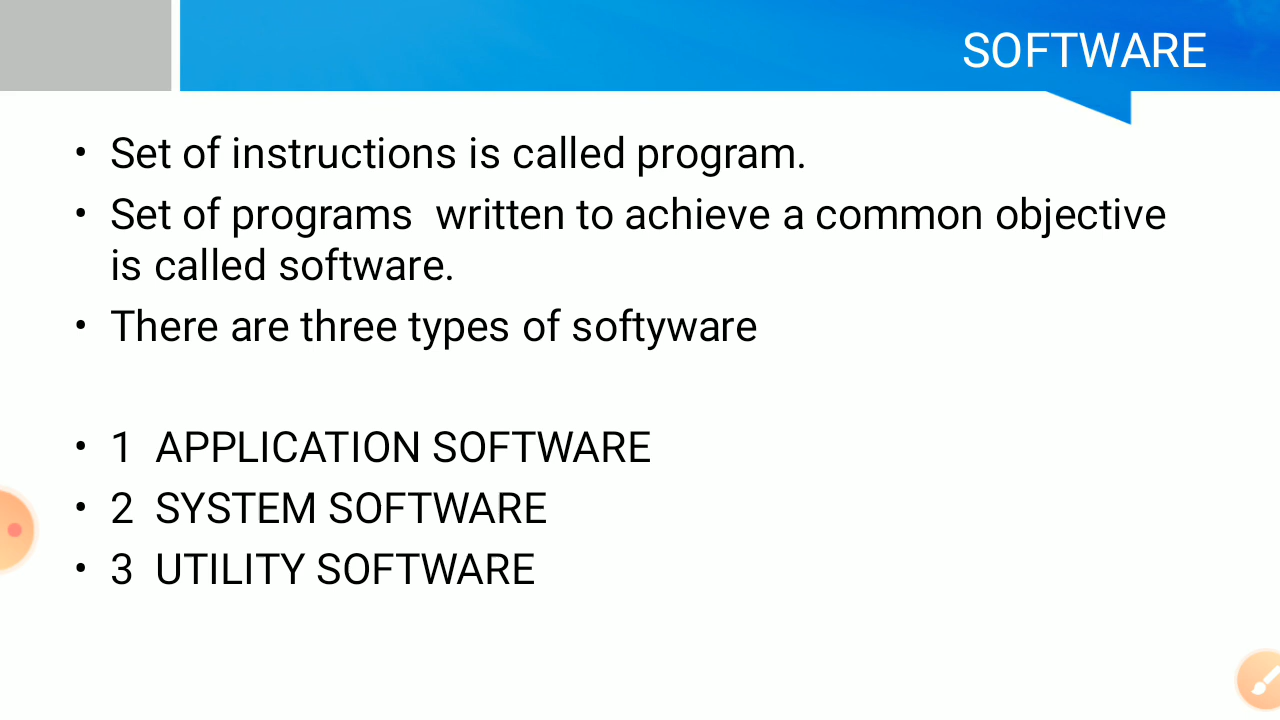 SOFTWARE
• Set of instructions is called program.
• Set of programs  written to achieve a common objective
is called software.
• There are three types of softyware
• 1  APPLICATION SOFTWARE
• 2  SYSTEM SOFTWARE
• 3  UTILITY SOFTWARE